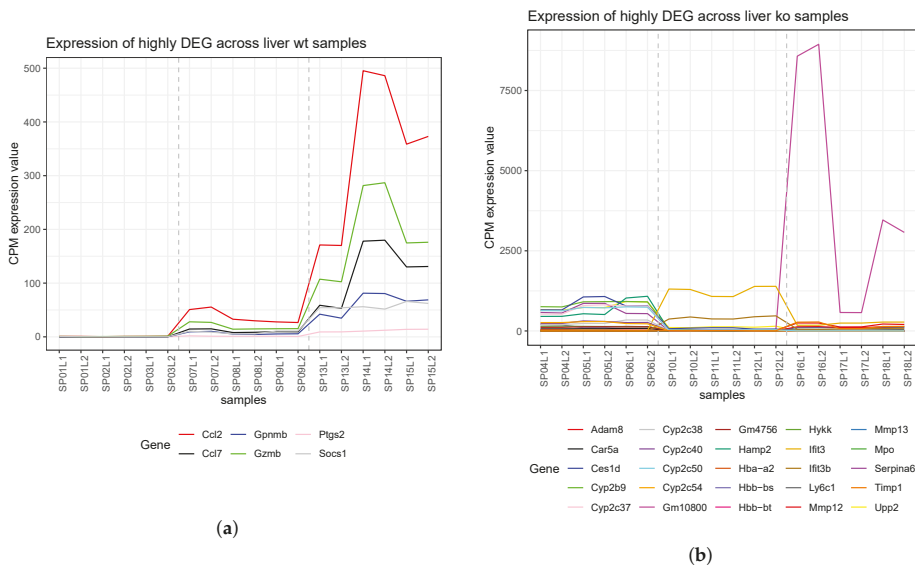 (a)
Expression of highly DEG across liver wt samples
500
400
300
200
100
0
CPM expression value
SP01L1
SP01L2
SP02L1
SP02L2
SP03L1
SP03L2
SP07L1
SP07L2
SP08L1
SP08L2
SP09L1
SP09L2
SP13L1
SP13L2
SP14L1
SP14L2
SP15L1
SP15L2
samples
Gene
Ccl2 Gpnmb Ptgs2
Ccl7 Gzmb Socs1
(a)
(b)
Expression of highly DEG across liver ko samples
7500
5000
2500
0
CPM expression value
SP04L1
SP04L2
SP05L1
SP05L2
SP06L1
SP06L2
SP10L1
SP10L2
SP11L1
SP11L2
SP12L1
SP12L2
SP16L1
SP16L2
SP17L1
SP17L2
SP18L1
SP18L2
samples
Gene
Adam8 Cyp2c38 Gm4756 Hykk Mmp13
Car5a Cyp2c40 Hamp2 Ifit3 Mpo
Ces1d Cyp2c50 Hba−a2 Ifit3b Serpina6
Cyp2b9 Cyp2c54 Hbb−bs Ly6c1 Timp1
Cyp2c37 Gm10800 Hbb−bt Mmp12 Upp2
(b)